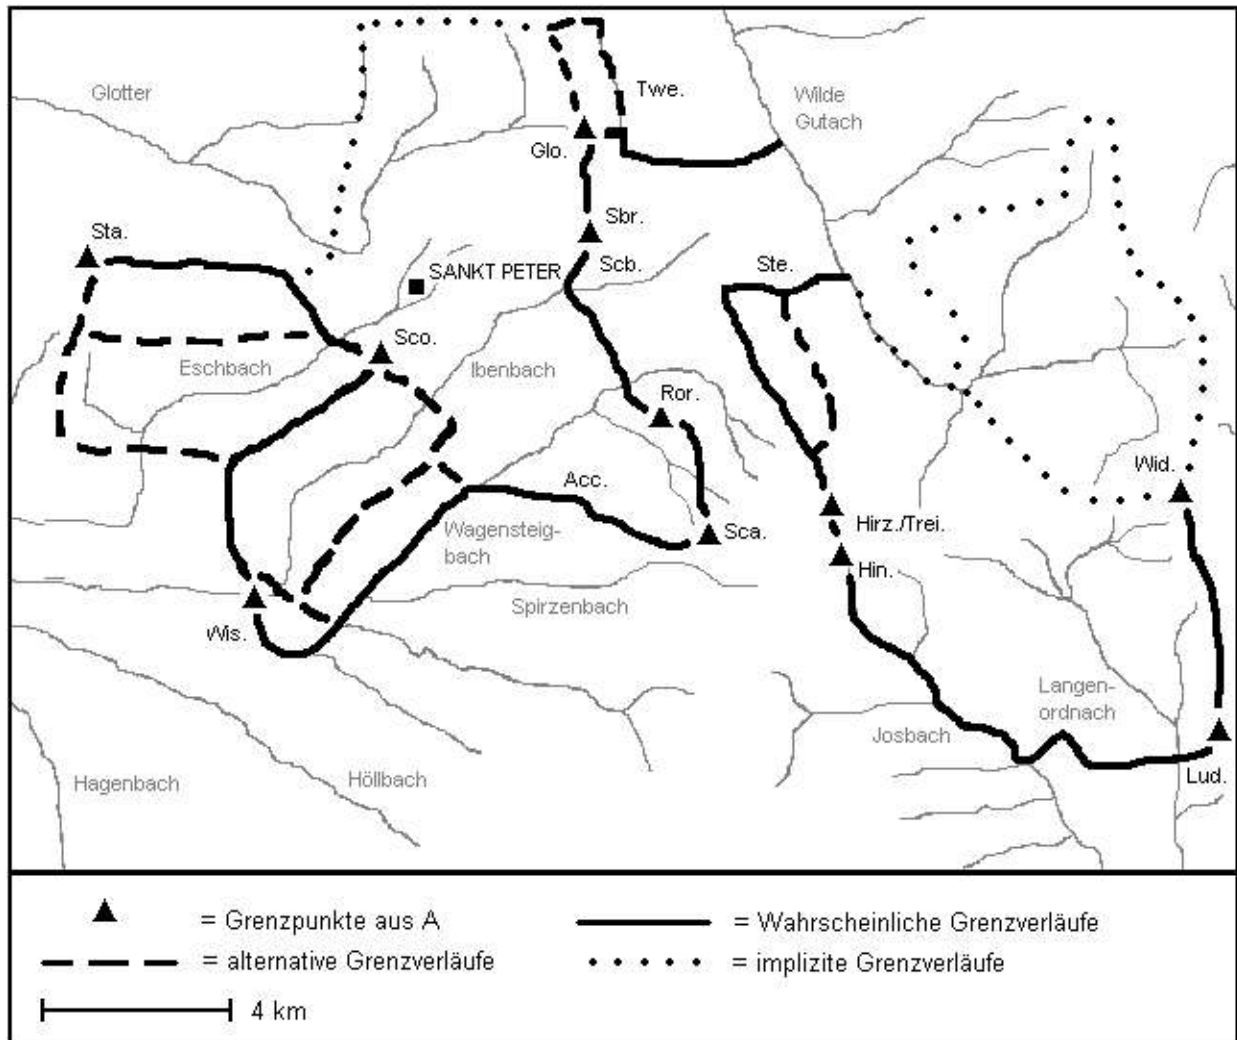 Glotter
Twe.
Wilde
Gutach
Glo.
Sta.
Sbr.
SANKT PETER
Scb.
Ste.
Sco.
Eschbach
Ibenbach
Ror.
Acc.
Wid.
Wagensteig-
bach
Sca.
Hirz./Trei.
Hin.
Spirzenbach
Wis.
Langen-
ordnach
Josbach
Hagenbach
Höllbach
Lud.
= Grenzpunkte aus A
= Wahrscheinliche Grenzverläufe
= alternative Grenzverläufe
= implizite Grenzverläufe
4 km